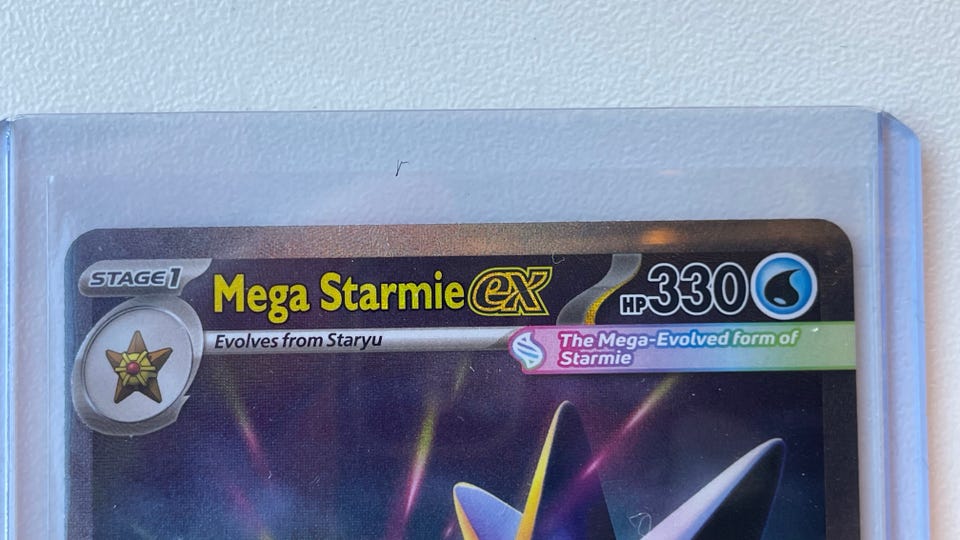 STAGE1 Mega Starmie ex HP330
Evolves from Staryu
The Mega-Evolved form of
Starmie